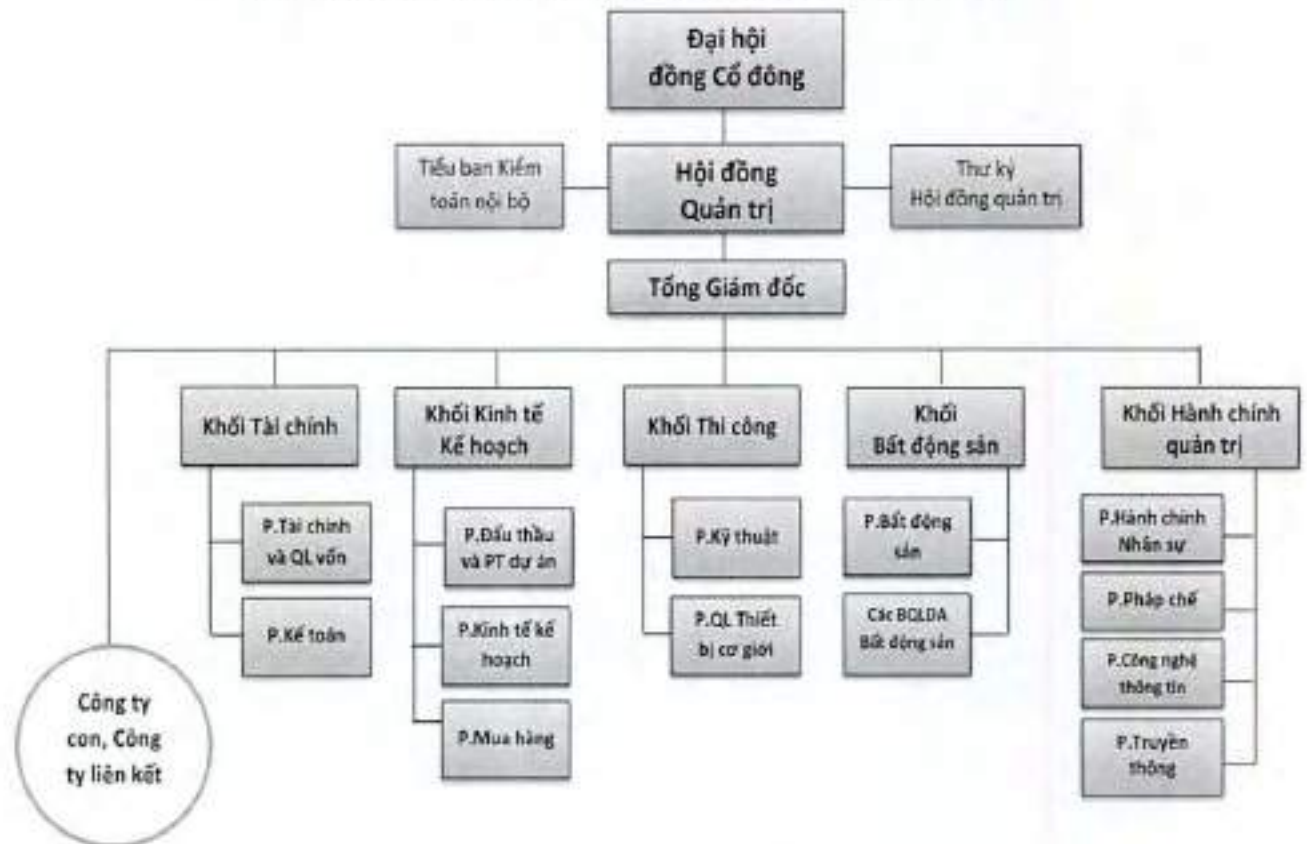 Đại hội
đồng Cổ đông
Tiểu ban Kiểm
toán nội bộ
Hội đồng
Quản trị
Thư ký
Hội đồng quản trị
Tổng Giám đốc
Khối Tài chính
Khối Kinh tế
Kế hoạch
Khối Thi công
Khối
Bất động sản
Khối Hành chính
quản trị
P.Tài chính
và QL vốn
P.Kế toán
P.Đấu thầu
và PT dự án
P.Kinh tế kế
hoạch
P.Mua hàng
P.Kỹ thuật
P.QL Thiết
bị cơ giới
P.Bất động
sản
Các BQLDA
Bất động sản
P.Hành chính
Nhân sự
P.Pháp chế
P.Công nghệ
thông tin
P.Truyền
thông
Công ty
con, Công
ty liên kết